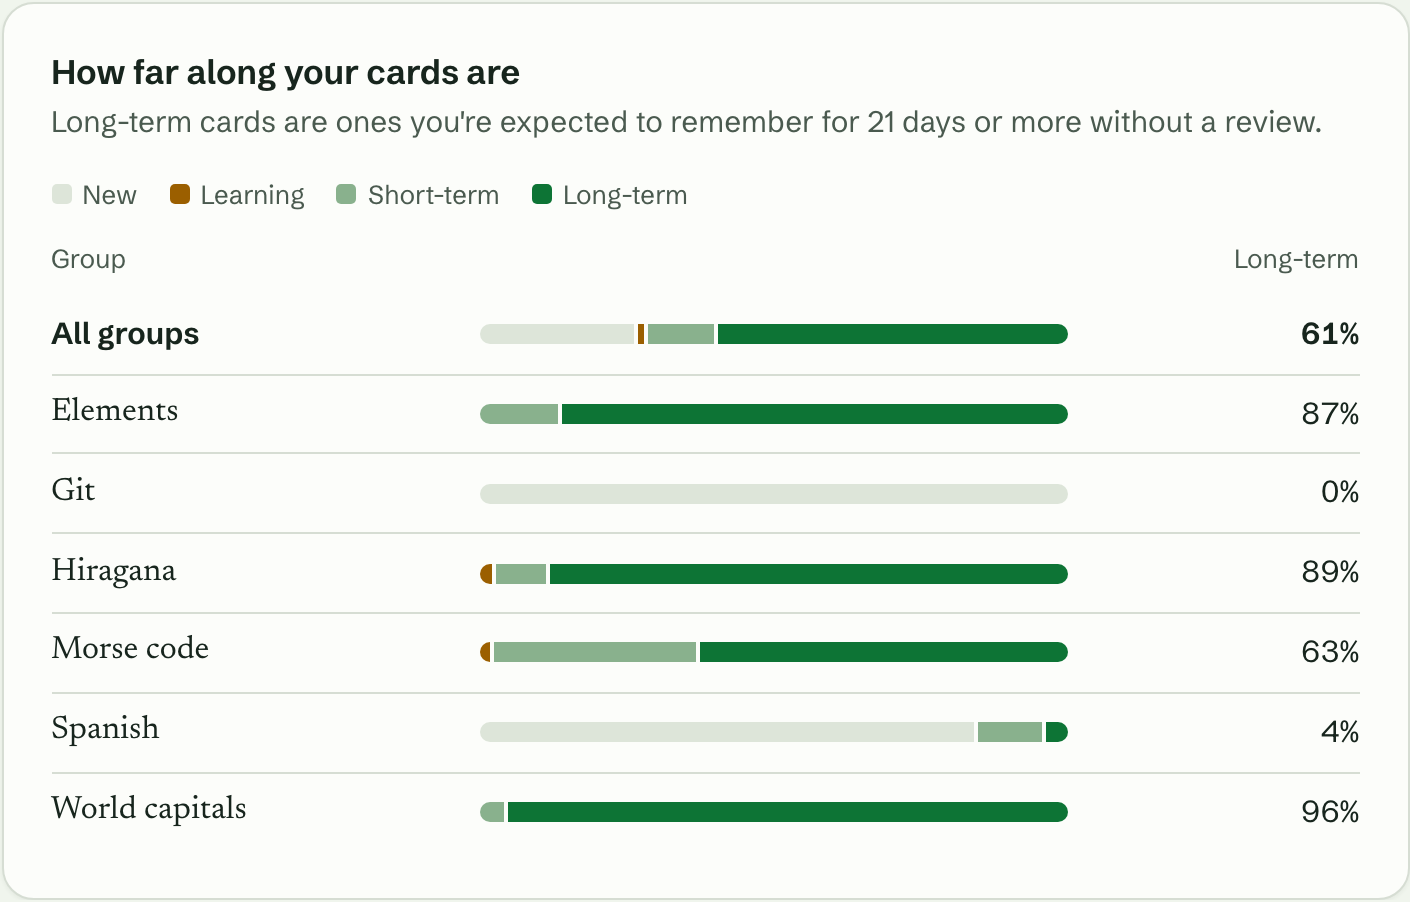 How far along your cards are
Long-term cards are ones you're expected to remember for 21 days or more without a review.
New Learning Short-term Long-term
Group Long-term
All groups 61%
Elements 87%
Git 0%
Hiragana 89%
Morse code 63%
Spanish 4%
World capitals 96%